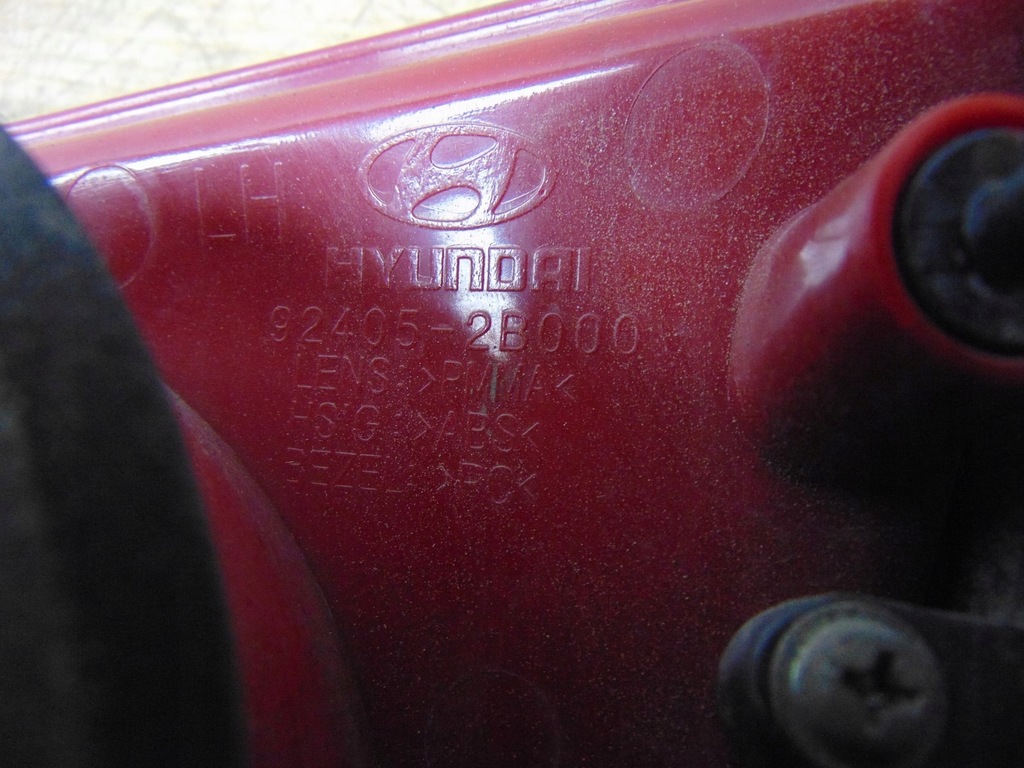 LH
HYUNDAI
92405-2B000
LENS >PMMA<
HSG >ABS<
BEZEL >PC<